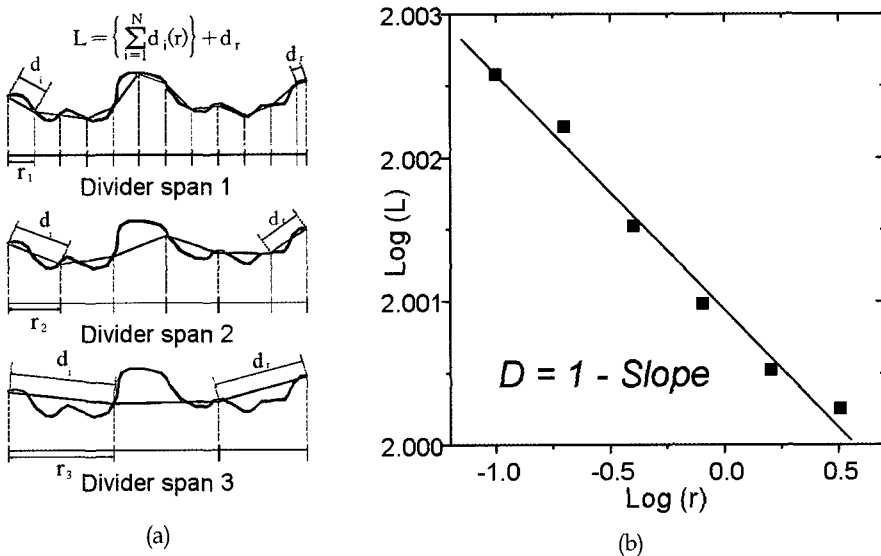 L = { Σ_{i=1}^{N} d_i(r) } + d_r
d_i
d_r
r_1
Divider span 1
d_i
d_r
r_2
Divider span 2
d_i
d_r
r_3
Divider span 3
(a)
2.003
2.002
2.001
2.000
Log (L)
D = 1 - Slope
-1.0 -0.5 0.0 0.5
Log (r)
(b)